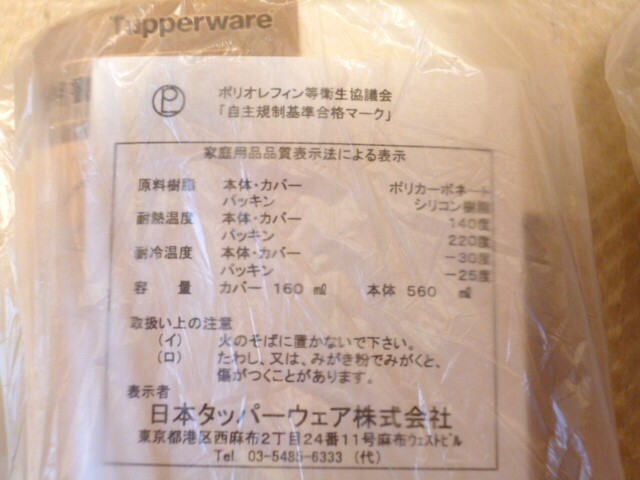 Tupperware
ポリオレフィン等衛生協議会
「自主規制基準合格マーク」
家庭用品品質表示法による表示
原料樹脂 本体・カバー ポリカーボネート
パッキン シリコン樹脂
耐熱温度 本体・カバー 140度
パッキン 220度
耐冷温度 本体・カバー －30度
パッキン －25度
容 量 カバー 160 ㎖ 本体 560 ㎖
取扱い上の注意
（イ） 火のそばに置かないで下さい。
（ロ） たわし、又は、みがき粉でみがくと、
傷がつくことがあります。
表示者
日本タッパーウェア株式会社
東京都港区西麻布2丁目24番11号麻布ウェストビル
Tel. 03-5485-6333 （代）